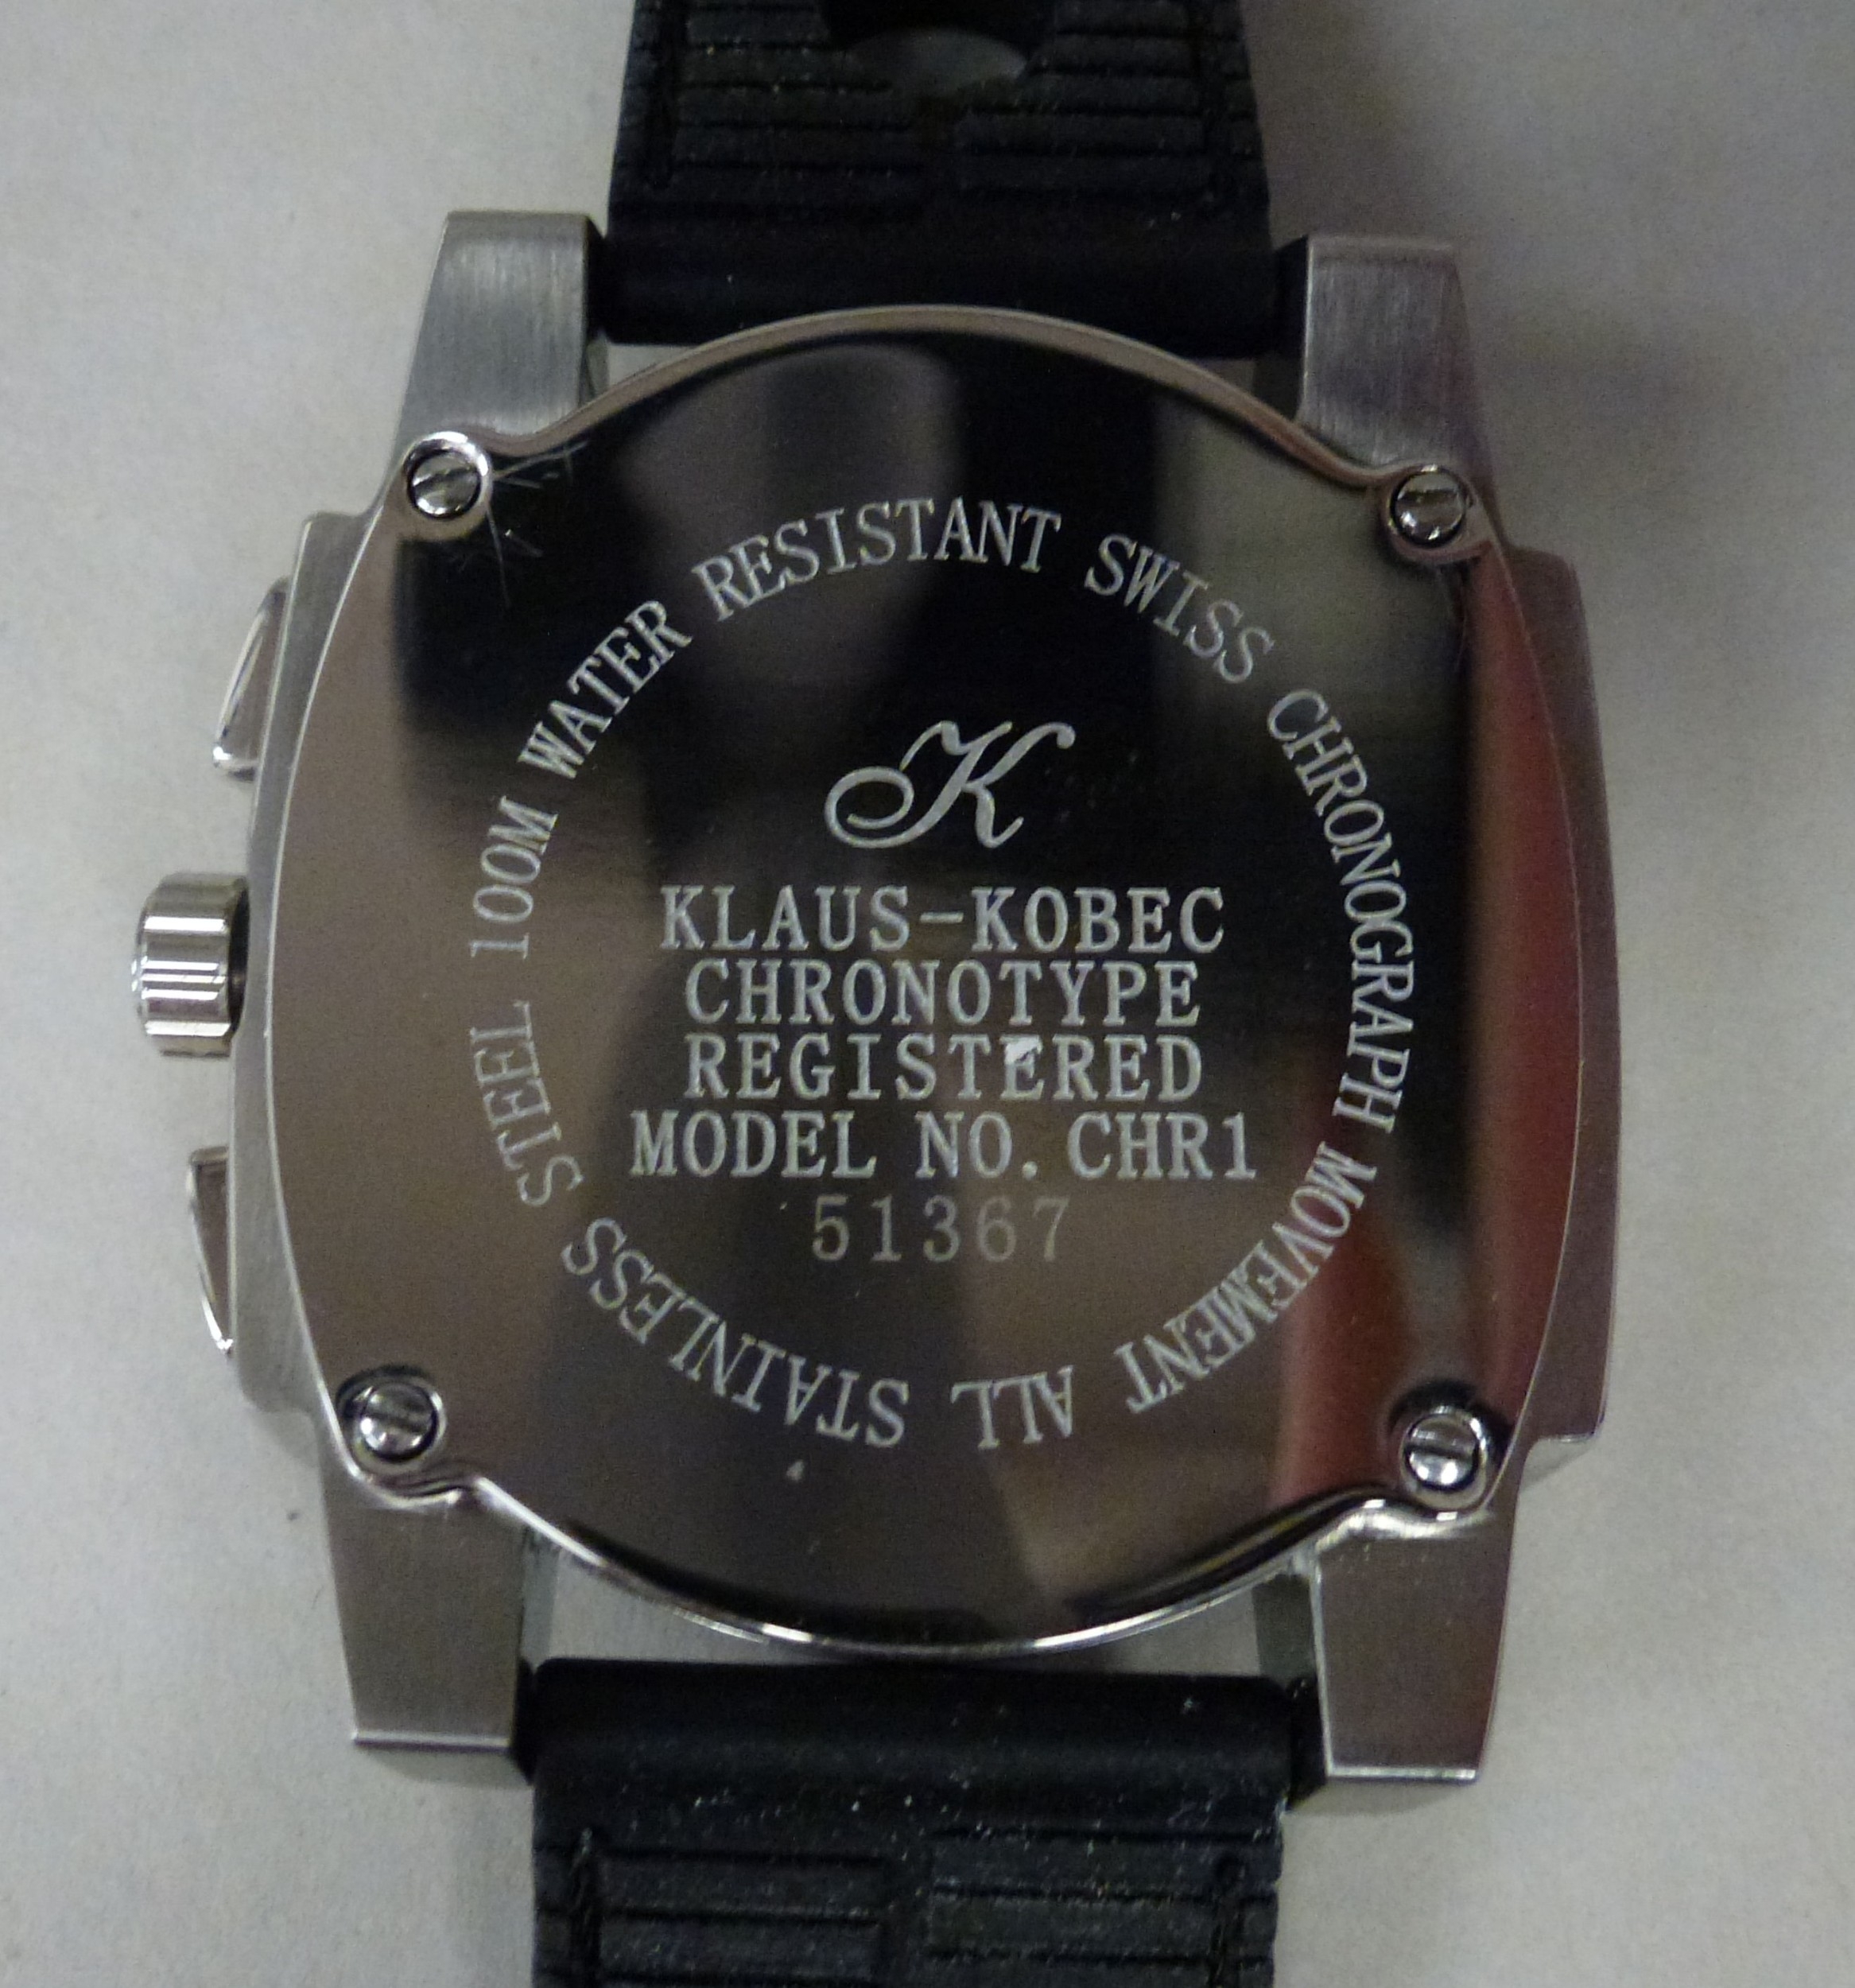 100M WATER RESISTANT SWISS CHRONOGRAPH MOVEMENT ALL STAINLESS STEEL
K
KLAUS-KOBEC
CHRONOTYPE
REGISTERED
MODEL NO. CHR1
51367